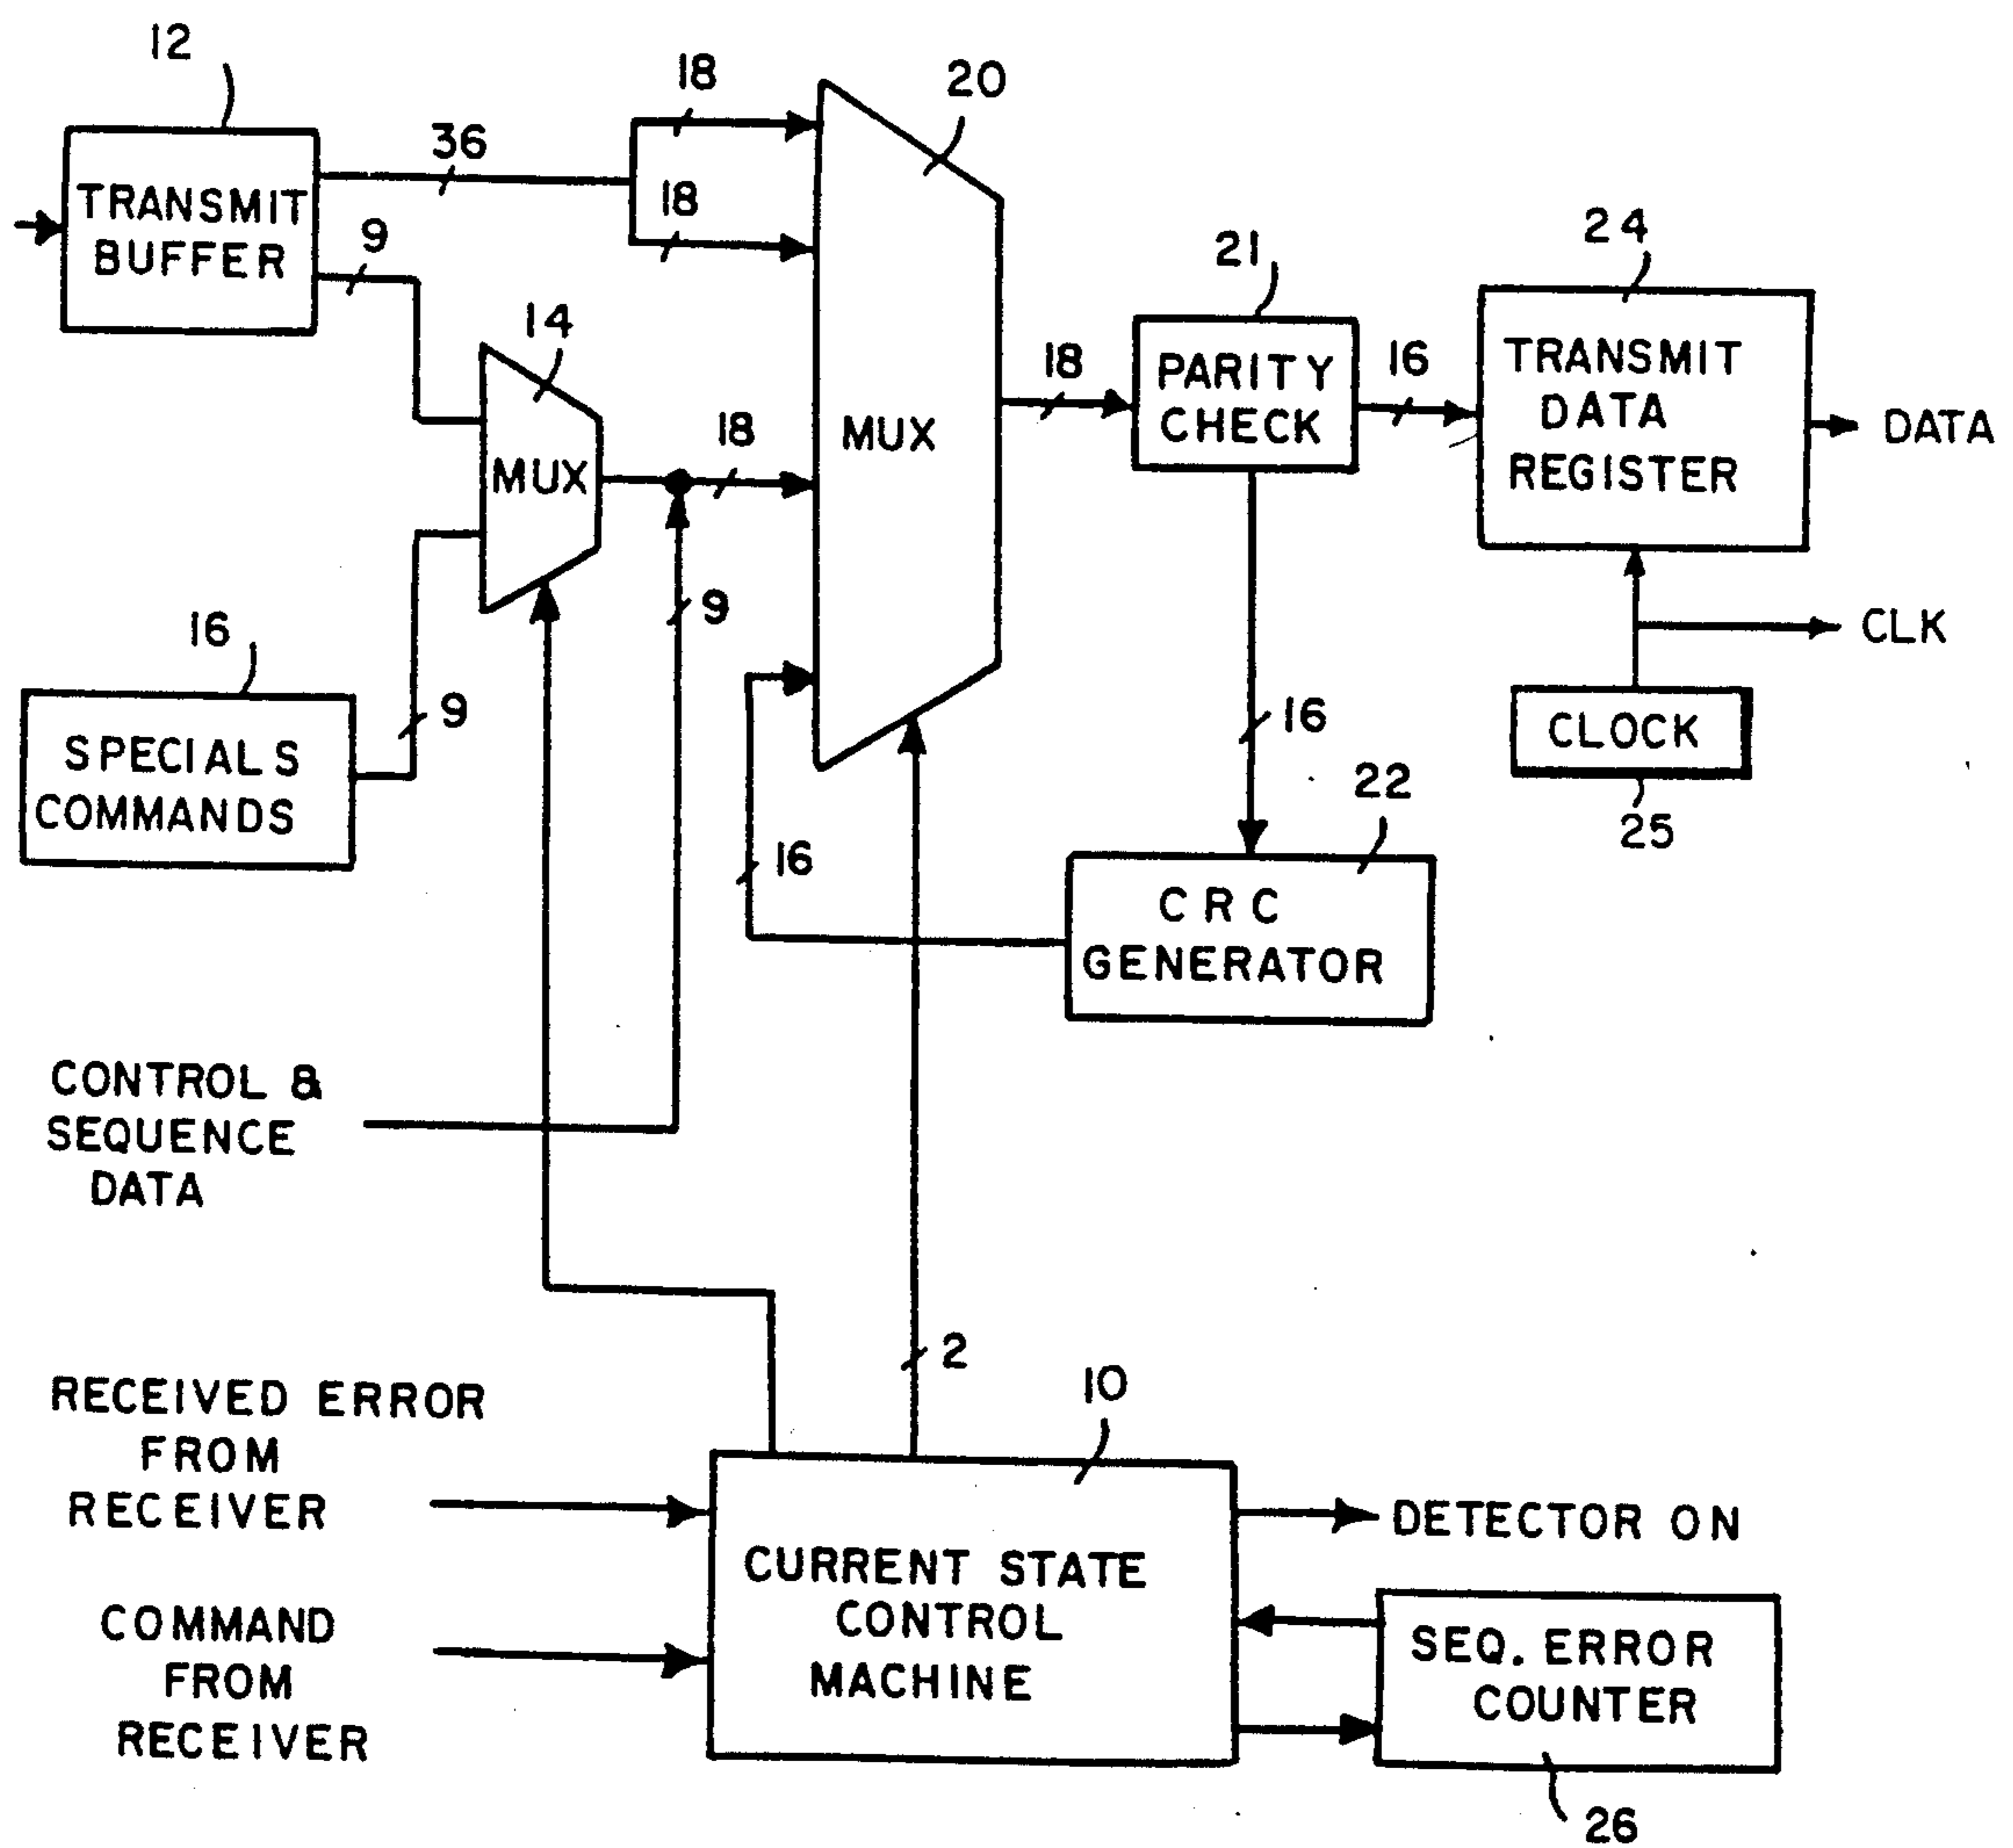 12
18
20
36
TRANSMIT
BUFFER
18
9
24
21
14
TRANSMIT
DATA
REGISTER
PARITY
CHECK
18
16
DATA
MUX
18
MUX
9
CLK
16
SPECIALS
COMMANDS
9
16
CLOCK
25
22
16
CRC
GENERATOR
CONTROL &
SEQUENCE
DATA
2
10
RECEIVED ERROR
FROM
RECEIVER
DETECTOR ON
CURRENT STATE
CONTROL
MACHINE
COMMAND
FROM
RECEIVER
SEQ. ERROR
COUNTER
26